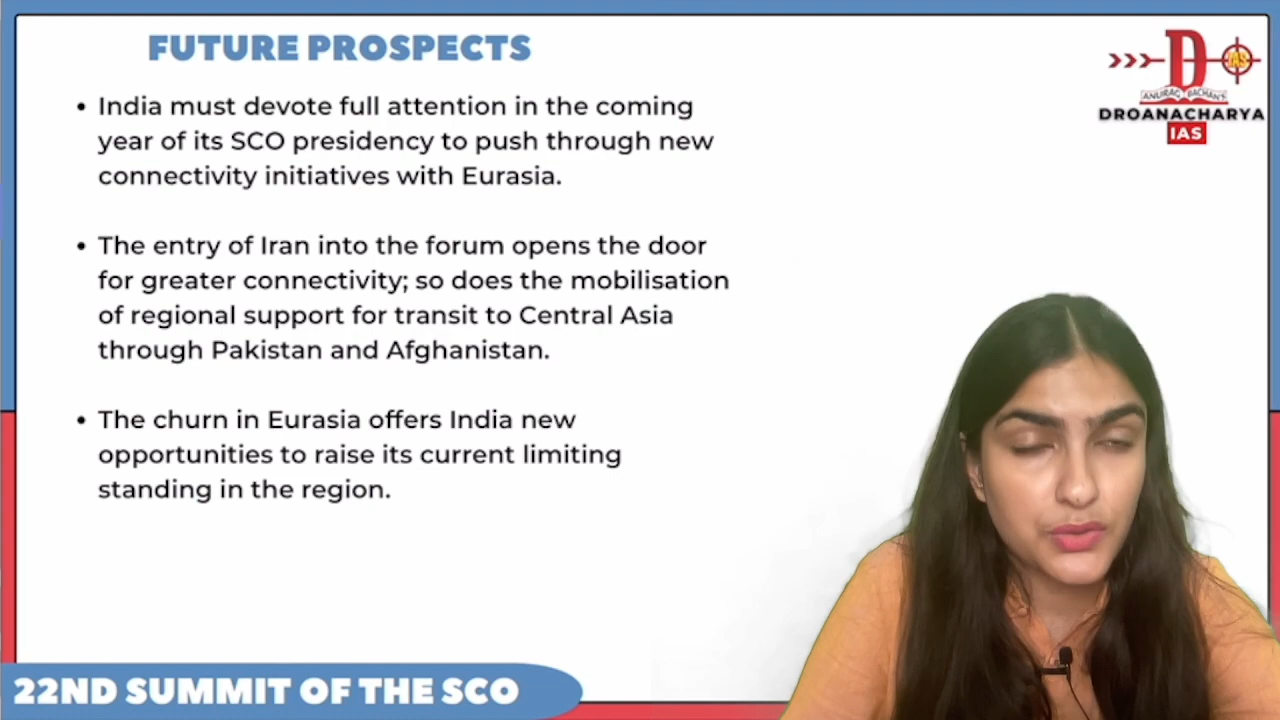 FUTURE PROSPECTS
• India must devote full attention in the coming
year of its SCO presidency to push through new
connectivity initiatives with Eurasia.
• The entry of Iran into the forum opens the door
for greater connectivity; so does the mobilisation
of regional support for transit to Central Asia
through Pakistan and Afghanistan.
• The churn in Eurasia offers India new
opportunities to raise its current limiting
standing in the region.
D
IAS
ANURAG BACHAN'S
DROANACHARYA
IAS
22ND SUMMIT OF THE SCO